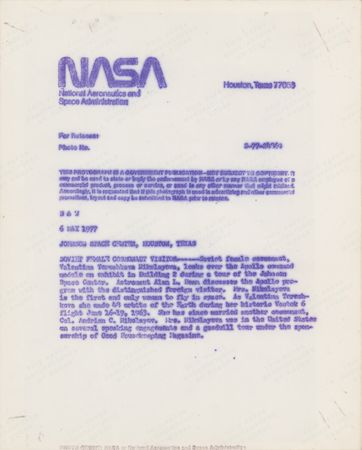 NASA
National Aeronautics and
Space Administration
Houston, Texas 77058
For Release:
Photo No.
THIS PHOTOGRAPH IS A GOVERNMENT PUBLICATION--NOT SUBJECT TO COPYRIGHT. It
may not be used to state or imply the endorsement by NASA or by any NASA employee of a
commercial product, process or service, or used in any other manner that might mislead.
Accordingly, it is requested that if this photograph is used in advertising and other commercial
promotion, layout and copy be submitted to NASA prior to release.
B & W
6 MAY 1977
JOHNSON SPACE CENTER, HOUSTON, TEXAS
SOVIET FEMALE COSMONAUT VISITOR------Soviet female cosmonaut,
Valentina Tereshkova Nikolayeva, looks over the Apollo command
module on exhibit in Building 2 during a tour of the Johnson
Space Center. Astronaut Alan L. Bean discusses the Apollo pro-
gram with the distinguished foreign visitor. Mrs. Nikolayeva
is the first and only woman to fly in space. As Valentina Teresh-
kova she made 48 orbits of the Earth during her historic Vostok 6
flight June 16-19, 1963. She has since married another cosmonaut,
Col. Andrian G. Nikolayev. Mrs. Nikolayeva was in the United States
on several speaking engagements and a goodwill tour under the spon-
sorship of Good Housekeeping Magazine.